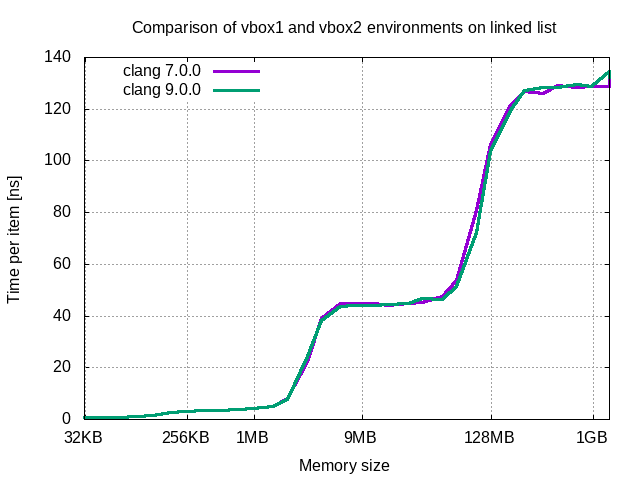 Comparison of vbox1 and vbox2 environments on linked list
140
clang 7.0.0
clang 9.0.0
120
100
80
60
40
20
0
Time per item [ns]
32KB 256KB 1MB 9MB 128MB 1GB
Memory size